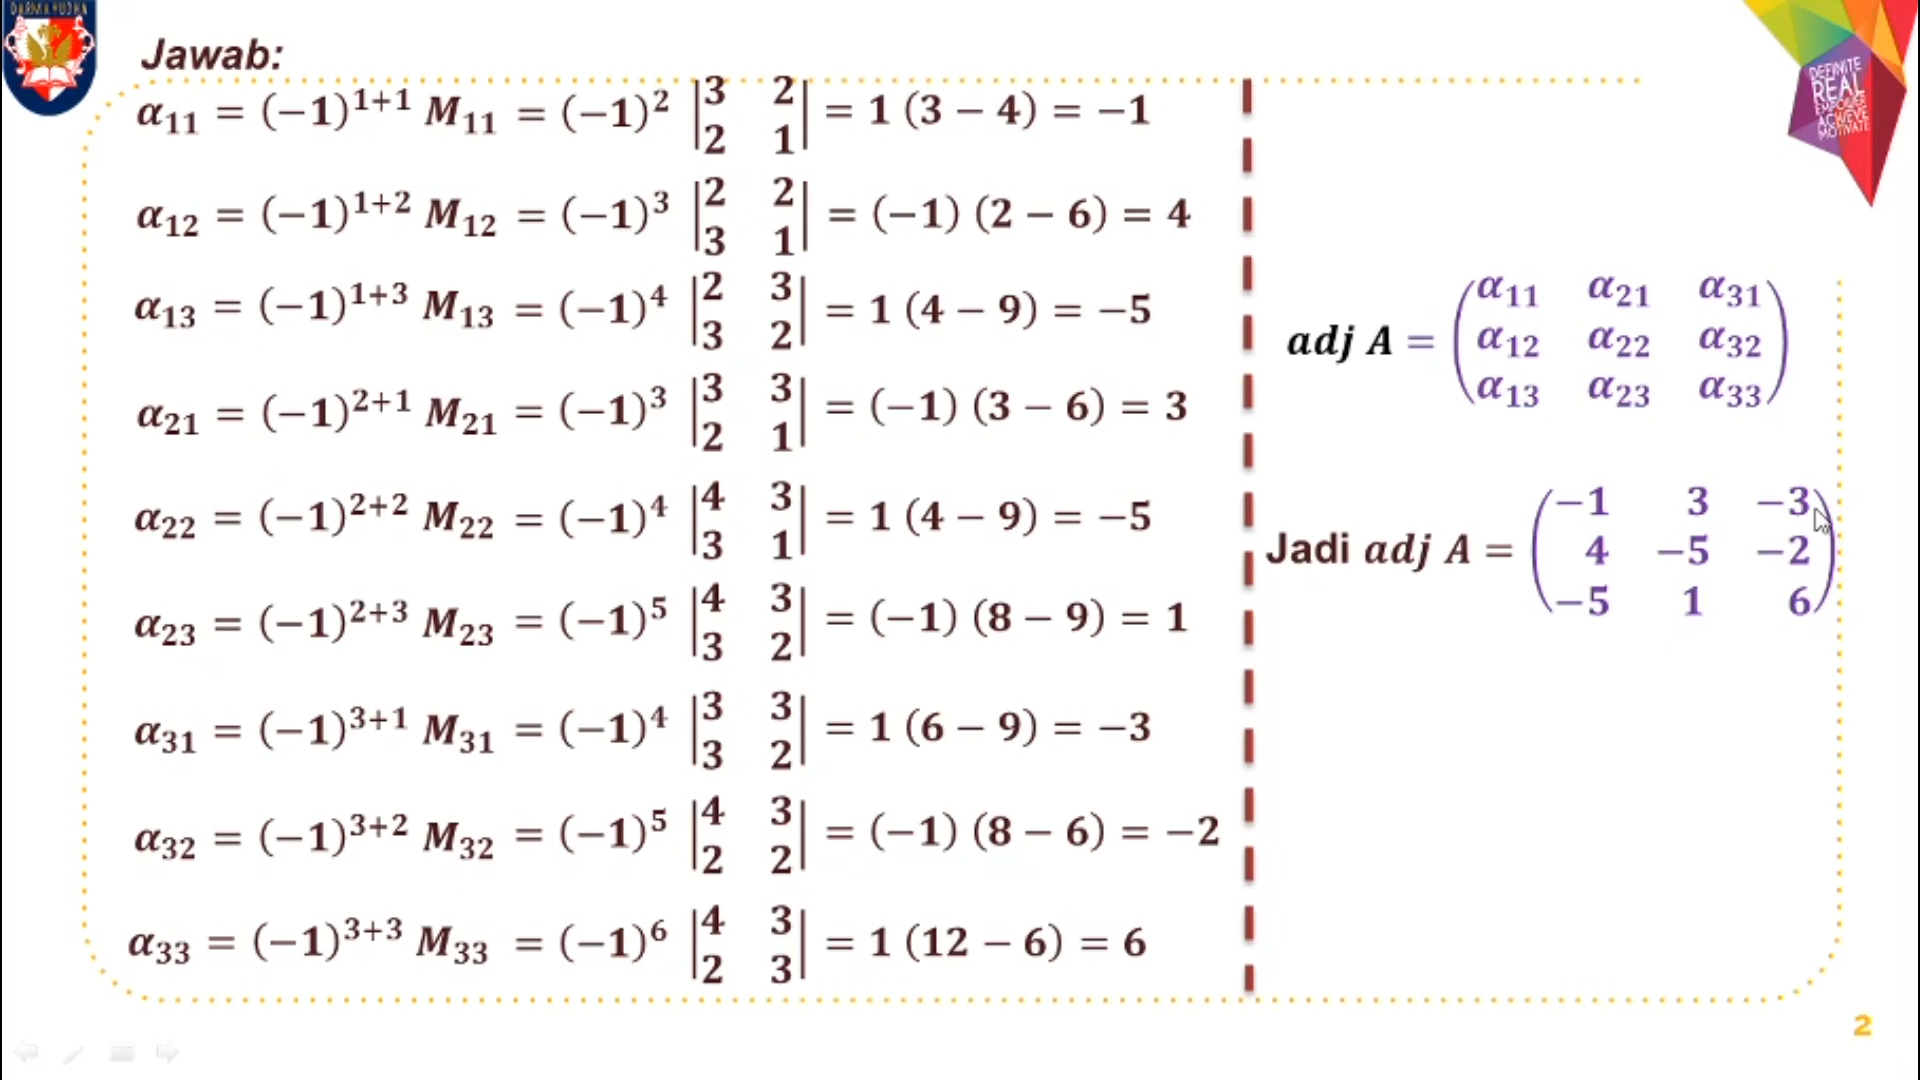 DARMA YUDHA
Jawab:
α₁₁ = (−1)¹⁺¹ M₁₁ = (−1)² |3 2; 2 1| = 1 (3 − 4) = −1
α₁₂ = (−1)¹⁺² M₁₂ = (−1)³ |2 2; 3 1| = (−1) (2 − 6) = 4
α₁₃ = (−1)¹⁺³ M₁₃ = (−1)⁴ |2 3; 3 2| = 1 (4 − 9) = −5
α₂₁ = (−1)²⁺¹ M₂₁ = (−1)³ |3 3; 2 1| = (−1) (3 − 6) = 3
α₂₂ = (−1)²⁺² M₂₂ = (−1)⁴ |4 3; 3 1| = 1 (4 − 9) = −5
α₂₃ = (−1)²⁺³ M₂₃ = (−1)⁵ |4 3; 3 2| = (−1) (8 − 9) = 1
α₃₁ = (−1)³⁺¹ M₃₁ = (−1)⁴ |3 3; 3 2| = 1 (6 − 9) = −3
α₃₂ = (−1)³⁺² M₃₂ = (−1)⁵ |4 3; 2 2| = (−1) (8 − 6) = −2
α₃₃ = (−1)³⁺³ M₃₃ = (−1)⁶ |4 3; 2 3| = 1 (12 − 6) = 6
DEFINITE
REAL
EMPOWER
ACHIEVE
MOTIVATE
α₁₁ α₂₁ α₃₁
adj A = α₁₂ α₂₂ α₃₂
α₁₃ α₂₃ α₃₃
−1 3 −3
Jadi adj A = 4 −5 −2
−5 1 6
2